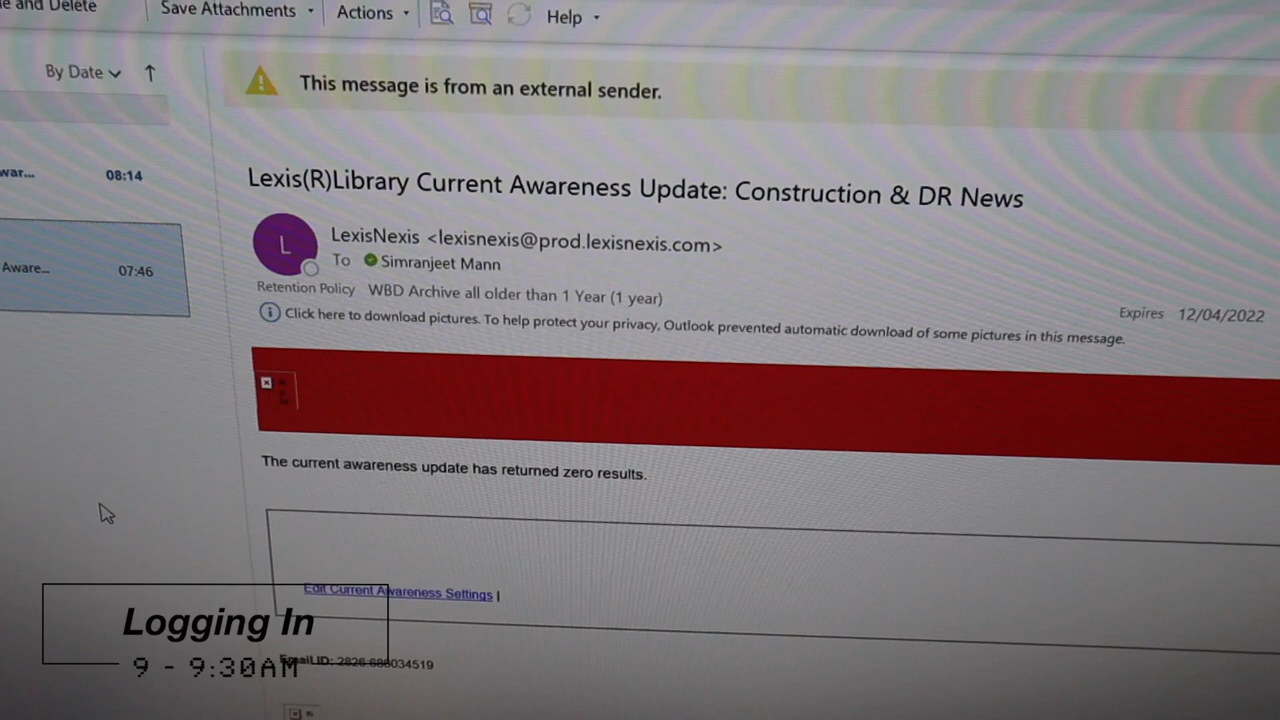 e and Delete
Save Attachments
Actions
Help
By Date
This message is from an external sender.
war...
08:14
Lexis(R)Library Current Awareness Update: Construction & DR News
L
LexisNexis <lexisnexis@prod.lexisnexis.com>
To Simranjeet Mann
Aware...
07:46
Retention Policy WBD Archive all older than 1 Year (1 year)
Expires 12/04/2022
Click here to download pictures. To help protect your privacy, Outlook prevented automatic download of some pictures in this message.
The current awareness update has returned zero results.
Edit Current Awareness Settings |
Logging In
EmailID:
9 - 9:30AM